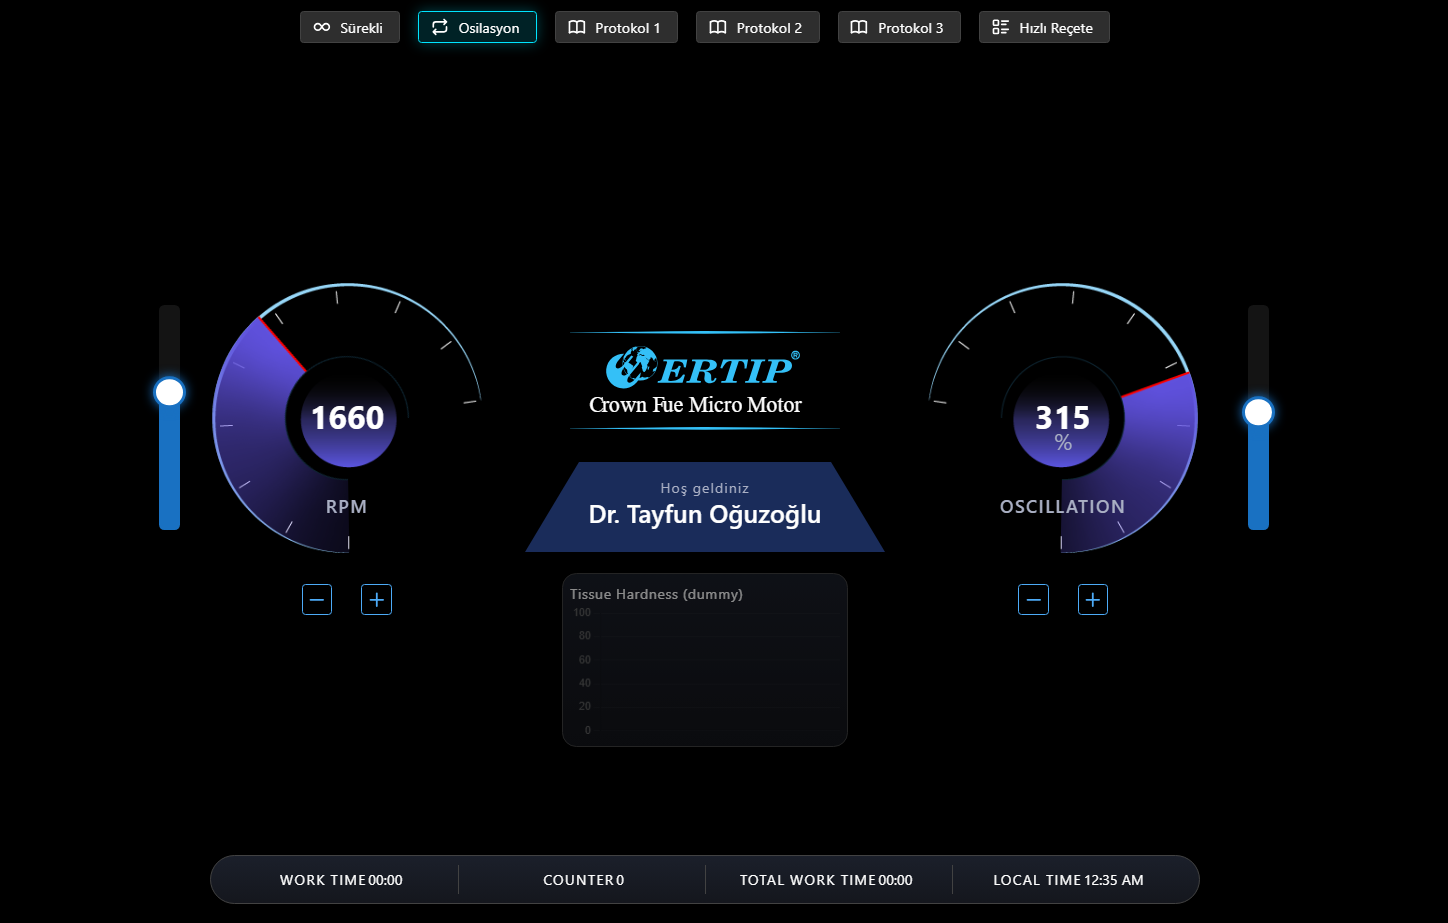 Sürekli
Osilasyon
Protokol 1
Protokol 2
Protokol 3
Hızlı Reçete
1660
RPM
ERTIP®
Crown Fue Micro Motor
Hoş geldiniz
Dr. Tayfun Oğuzoğlu
315
%
OSCILLATION
Tissue Hardness (dummy)
100
80
60
40
20
0
WORK TIME 00:00
COUNTER 0
TOTAL WORK TIME 00:00
LOCAL TIME 12:35 AM